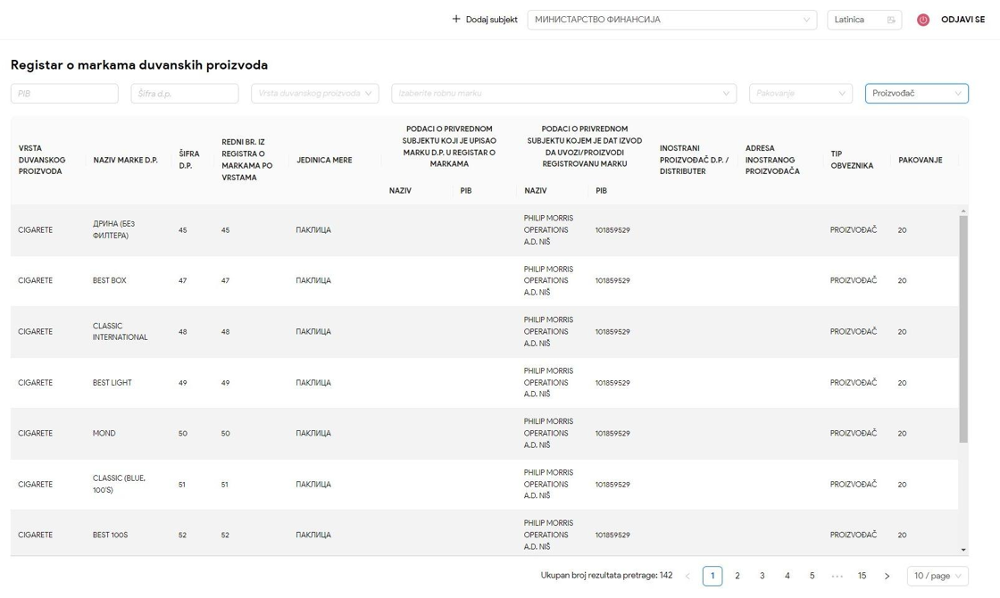 + Dodaj subjekt
МИНИСТАРСТВО ФИНАНСИЈА
Latinica
ODJAVI SE
Registar o markama duvanskih proizvoda
PIB
Šifra d.p.
Vrsta duvanskog proizvoda
Izaberite robnu marku
Pakovanje
Proizvođač
VRSTA
DUVANSKOG
PROIZVODA
NAZIV MARKE D.P.
ŠIFRA
D.P.
REDNI BR. IZ
REGISTRA O
MARKAMA PO
VRSTAMA
JEDINICA MERE
PODACI O PRIVREDNOM
SUBJEKTU KOJI JE UPISAO
MARKU D.P. U REGISTAR O
MARKAMA
NAZIV
PIB
PODACI O PRIVREDNOM
SUBJEKTU KOJEM JE DAT IZVOD
DA UVOZI/PROIZVODI
REGISTROVANU MARKU
NAZIV
PIB
INOSTRANI
PROIZVOĐAČ D.P. /
DISTRIBUTER
ADRESA
INOSTRANOG
PROIZVOĐAČA
TIP
OBVEZNIKA
PAKOVANJE
CIGARETE
ДРИНА (БЕЗ
ФИЛТЕРА)
45
45
ПАКЛИЦА
PHILIP MORRIS
OPERATIONS
A.D. NIŠ
101859529
PROIZVOĐAČ
20
CIGARETE
BEST BOX
47
47
ПАКЛИЦА
PHILIP MORRIS
OPERATIONS
A.D. NIŠ
101859529
PROIZVOĐAČ
20
CIGARETE
CLASSIC
INTERNATIONAL
48
48
ПАКЛИЦА
PHILIP MORRIS
OPERATIONS
A.D. NIŠ
101859529
PROIZVOĐAČ
20
CIGARETE
BEST LIGHT
49
49
ПАКЛИЦА
PHILIP MORRIS
OPERATIONS
A.D. NIŠ
101859529
PROIZVOĐAČ
20
CIGARETE
MOND
50
50
ПАКЛИЦА
PHILIP MORRIS
OPERATIONS
A.D. NIŠ
101859529
PROIZVOĐAČ
20
CIGARETE
CLASSIC (BLUE,
100'S)
51
51
ПАКЛИЦА
PHILIP MORRIS
OPERATIONS
A.D. NIŠ
101859529
PROIZVOĐAČ
20
CIGARETE
BEST 100S
52
52
ПАКЛИЦА
PHILIP MORRIS
OPERATIONS
A.D. NIŠ
101859529
PROIZVOĐAČ
20
Ukupan broj rezultata pretrage: 142 < 1 2 3 4 5 ••• 15 > 10 / page